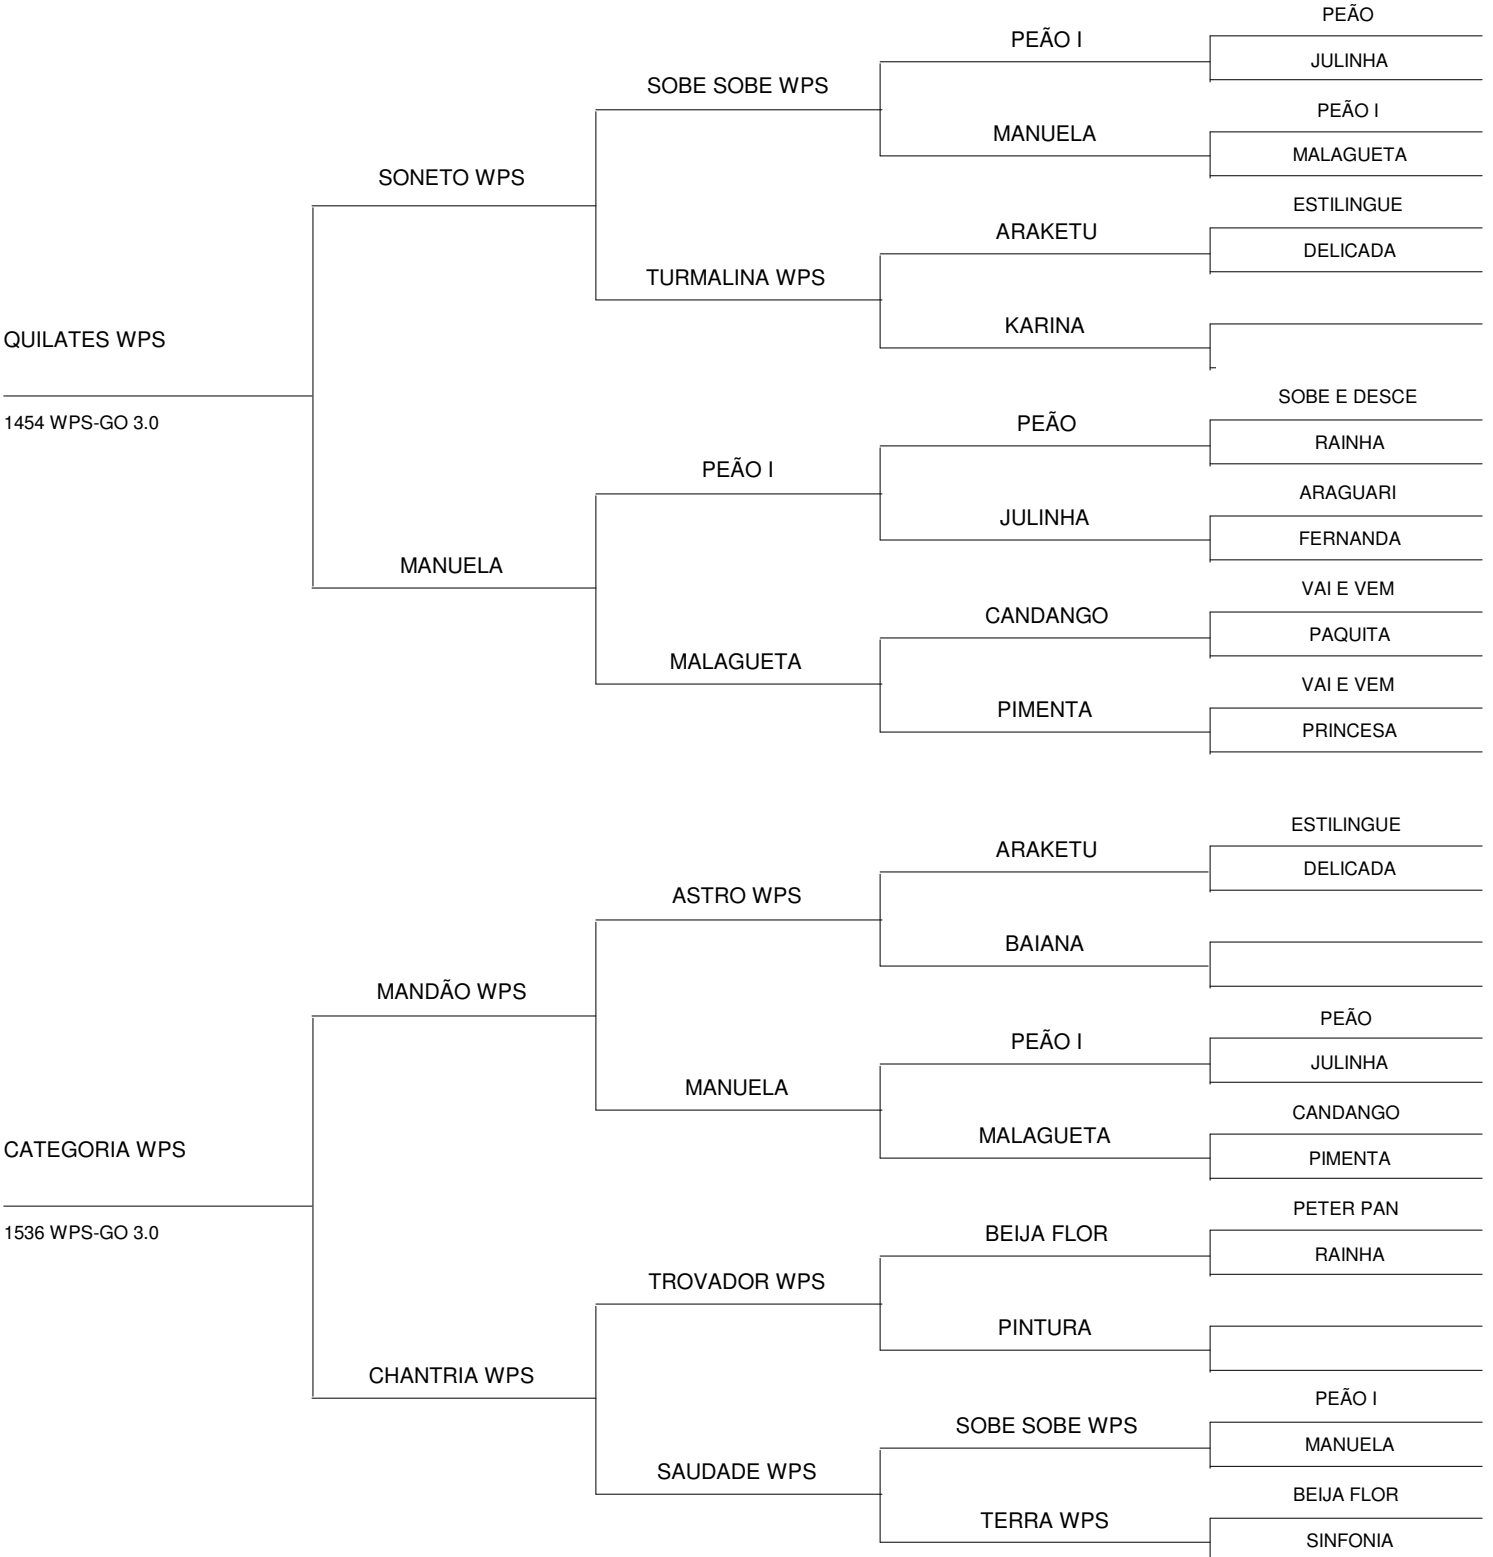 PEÃO
PEÃO I
JULINHA
SOBE SOBE WPS
PEÃO I
MANUELA
MALAGUETA
SONETO WPS
ESTILINGUE
ARAKETU
DELICADA
TURMALINA WPS
KARINA
QUILATES WPS
SOBE E DESCE
1454 WPS-GO 3.0
PEÃO
RAINHA
PEÃO I
ARAGUARI
JULINHA
FERNANDA
MANUELA
VAI E VEM
CANDANGO
PAQUITA
MALAGUETA
VAI E VEM
PIMENTA
PRINCESA
ESTILINGUE
ARAKETU
DELICADA
ASTRO WPS
BAIANA
MANDÃO WPS
PEÃO
PEÃO I
JULINHA
MANUELA
CANDANGO
MALAGUETA
CATEGORIA WPS
PIMENTA
PETER PAN
1536 WPS-GO 3.0
BEIJA FLOR
RAINHA
TROVADOR WPS
PINTURA
CHANTRIA WPS
PEÃO I
SOBE SOBE WPS
MANUELA
SAUDADE WPS
BEIJA FLOR
TERRA WPS
SINFONIA